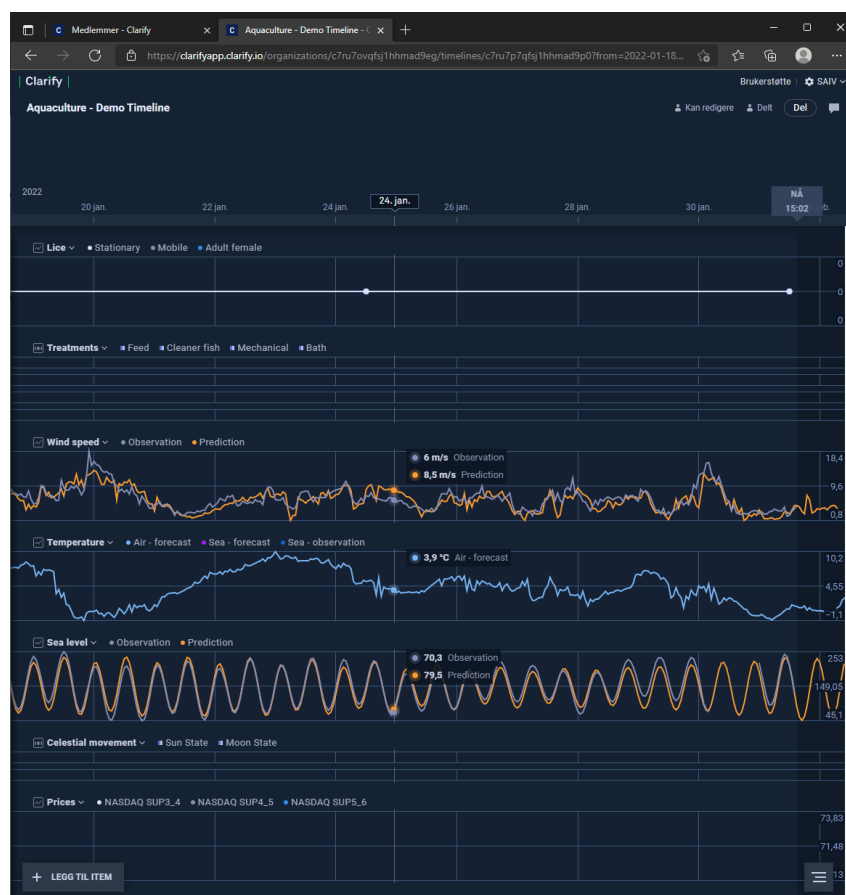 Medlemmer - Clarify
Aquaculture - Demo Timeline - C
https://clarifyapp.clarify.io/organizations/c7ru7ovqfsj1hhmad9eg/timelines/c7ru7p7qfsj1hhmad9p0?from=2022-01-18...
Clarify
Brukerstøtte SAIV
Aquaculture - Demo Timeline
Kan redigere Delt Del
2022
NÅ
20 jan. 22 jan. 24 jan. 24. jan. 26 jan. 28 jan. 30 jan. 15:02 eb.
Lice Stationary Mobile Adult female
0
0
0
Treatments Feed Cleaner fish Mechanical Bath
Wind speed Observation Prediction
6 m/s Observation
18,4
8,5 m/s Prediction
9,6
0,8
Temperature Air - forecast Sea - forecast Sea - observation
3,9 °C Air - forecast
10,2
4,55
-1,1
Sea level Observation Prediction
70,3 Observation
253
79,5 Prediction
149,05
45,1
Celestial movement Sun State Moon State
Prices NASDAQ SUP3_4 NASDAQ SUP4_5 NASDAQ SUP5_6
73,83
71,48
LEGG TIL ITEM
13